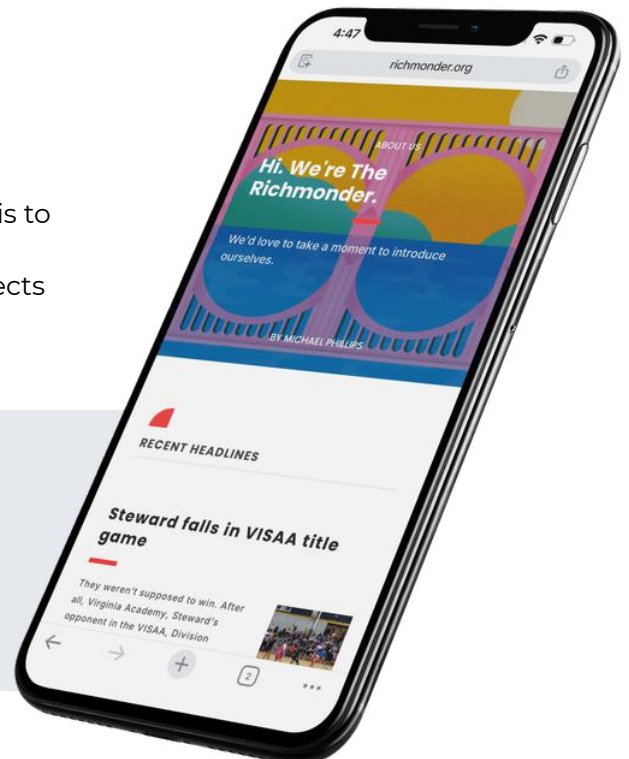 is to
ects
4:47
richmonder.org
ABOUT US
Hi. We're The
Richmonder.
We'd love to take a moment to introduce
ourselves.
BY MICHAEL PHILLIPS
RECENT HEADLINES
Steward falls in VISAA title
game
They weren't supposed to win. After
all, Virginia Academy, Steward's
opponent in the VISAA, Division
2